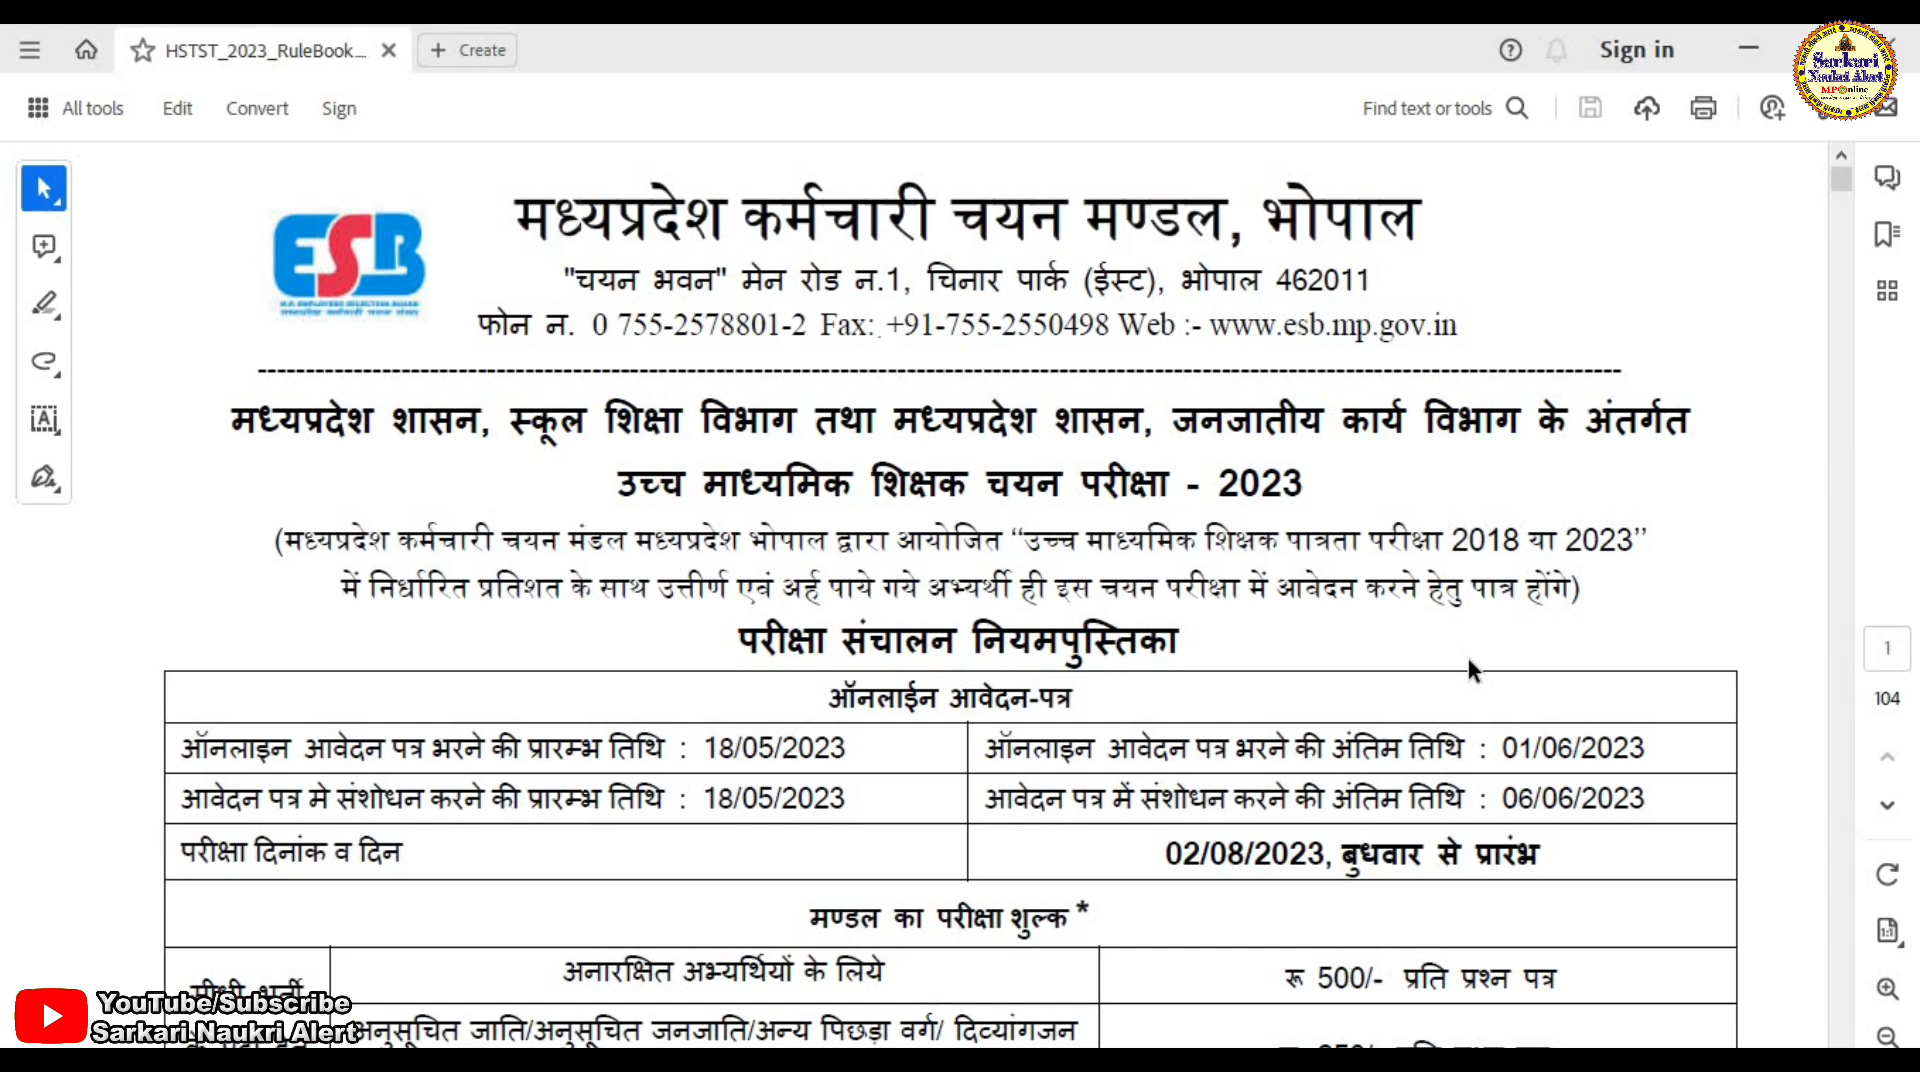 HSTST_2023_RuleBook...
Create
Sign in
All tools
Edit
Convert
Sign
Find text or tools
Sarkari
Naukri Alert
MPOnline
ESB
M.P. EMPLOYEES SELECTION BOARD
मध्यप्रदेश कर्मचारी चयन मण्डल, भोपाल
"चयन भवन" मेन रोड न.1, चिनार पार्क (ईस्ट), भोपाल 462011
फोन न. 0 755-2578801-2 Fax: +91-755-2550498 Web :- www.esb.mp.gov.in
मध्यप्रदेश शासन, स्कूल शिक्षा विभाग तथा मध्यप्रदेश शासन, जनजातीय कार्य विभाग के अंतर्गत
उच्च माध्यमिक शिक्षक चयन परीक्षा - 2023
(मध्यप्रदेश कर्मचारी चयन मंडल मध्यप्रदेश भोपाल द्वारा आयोजित “उच्च माध्यमिक शिक्षक पात्रता परीक्षा 2018 या 2023”
में निर्धारित प्रतिशत के साथ उत्तीर्ण एवं अर्ह पाये गये अभ्यर्थी ही इस चयन परीक्षा में आवेदन करने हेतु पात्र होंगे)
परीक्षा संचालन नियमपुस्तिका
ऑनलाईन आवेदन-पत्र
ऑनलाइन आवेदन पत्र भरने की प्रारम्भ तिथि : 18/05/2023
ऑनलाइन आवेदन पत्र भरने की अंतिम तिथि : 01/06/2023
आवेदन पत्र मे संशोधन करने की प्रारम्भ तिथि : 18/05/2023
आवेदन पत्र में संशोधन करने की अंतिम तिथि : 06/06/2023
परीक्षा दिनांक व दिन
02/08/2023, बुधवार से प्रारंभ
मण्डल का परीक्षा शुल्क *
अनारक्षित अभ्यर्थियों के लिये
रू 500/- प्रति प्रश्न पत्र
अनुसूचित जाति/अनुसूचित जनजाति/अन्य पिछड़ा वर्ग/ दिव्यांगजन
1
104
YouTube/Subscribe
Sarkari Naukri Alert